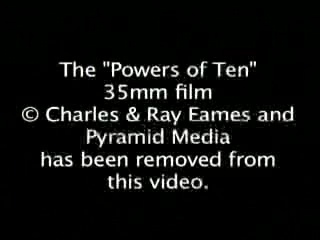 The "Powers of Ten"
35mm film
© Charles & Ray Eames and
Pyramid Media
has been removed from
this video.